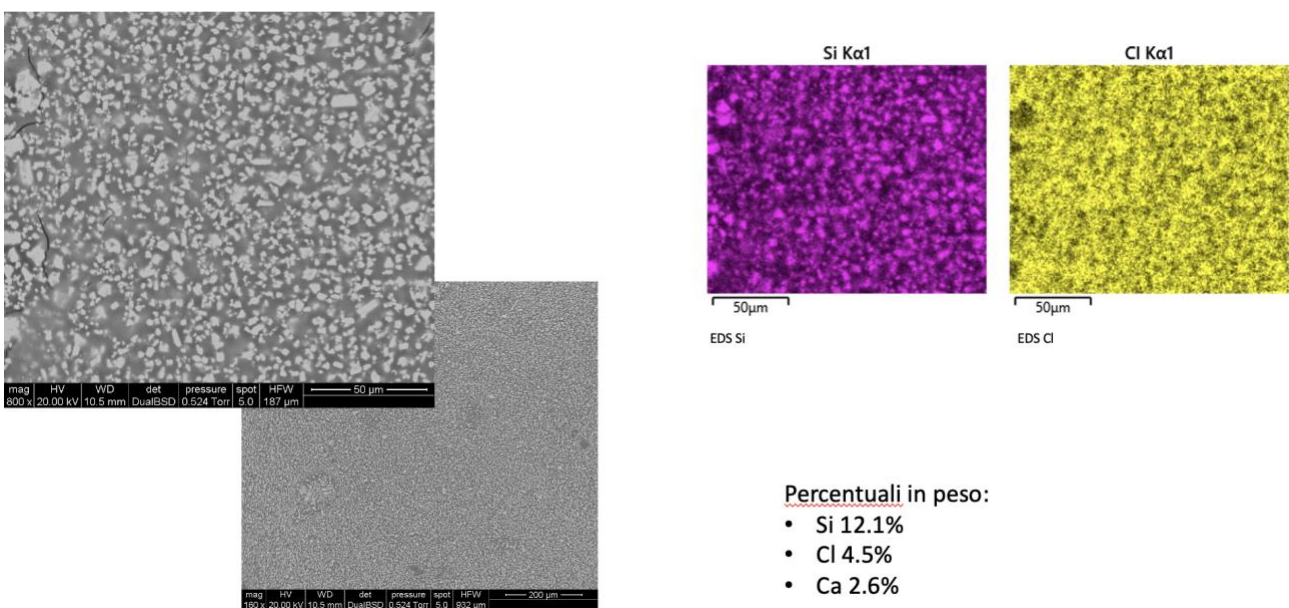 Si Kα1
Cl Kα1
50µm
50µm
EDS Si
EDS Cl
mag HV WD det pressure spot HFW 50 µm
800 x 20.00 kV 10.5 mm DualBSD 0.524 Torr 5.0 187 µm
Percentuali in peso:
• Si 12.1%
• Cl 4.5%
• Ca 2.6%
mag HV WD det pressure spot HFW 200 µm
160 x 20.00 kV 10.5 mm DualBSD 0.524 Torr 5.0 932 µm